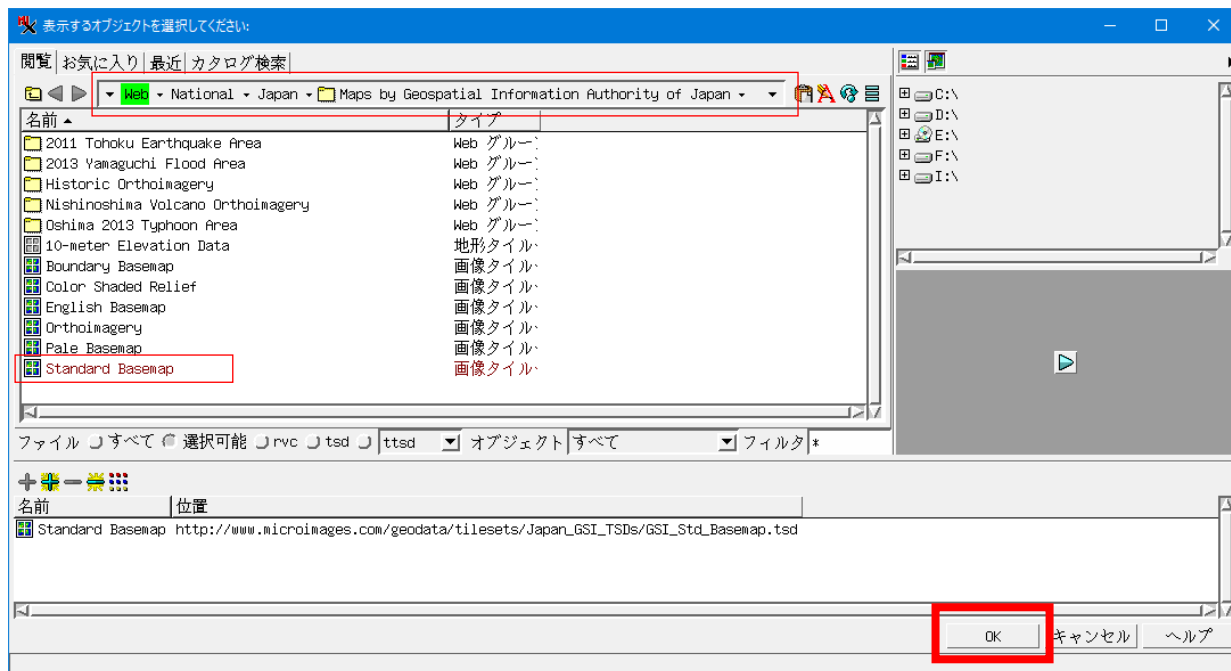 表示するオブジェクトを選択してください:
閲覧 お気に入り 最近 カタログ検索
Web National Japan Maps by Geospatial Information Authority of Japan
名前 タイプ
2011 Tohoku Earthquake Area Web グルー
2013 Yamaguchi Flood Area Web グルー
Historic Orthoimagery Web グルー
Nishinoshima Volcano Orthoimagery Web グルー
Oshima 2013 Typhoon Area Web グルー
10-meter Elevation Data 地形タイル
Boundary Basemap 画像タイル
Color Shaded Relief 画像タイル
English Basemap 画像タイル
Orthoimagery 画像タイル
Pale Basemap 画像タイル
Standard Basemap 画像タイル
C:\
D:\
E:\
F:\
I:\
ファイル すべて 選択可能 rvc tsd ttsd オブジェクト すべて フィルタ *
名前 位置
Standard Basemap http://www.microimages.com/geodata/tilesets/Japan_GSI_TSDs/GSI_Std_Basemap.tsd
OK キャンセル ヘルプ